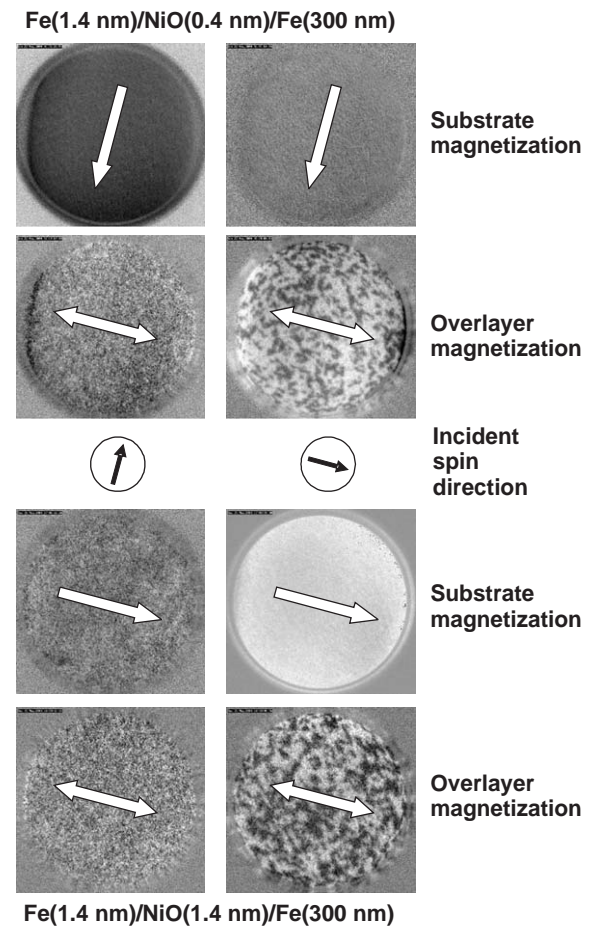 Fe(1.4 nm)/NiO(0.4 nm)/Fe(300 nm)
Substrate
magnetization
Overlayer
magnetization
Incident
spin
direction
Substrate
magnetization
Overlayer
magnetization
Fe(1.4 nm)/NiO(1.4 nm)/Fe(300 nm)